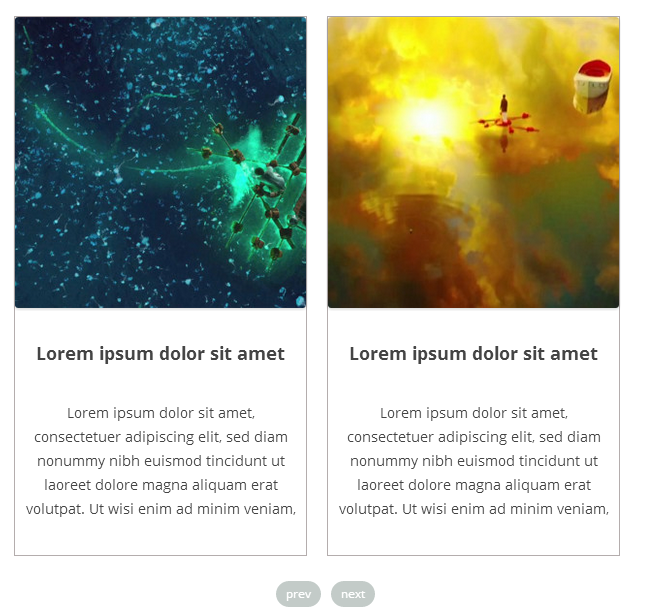 Lorem ipsum dolor sit amet
Lorem ipsum dolor sit amet,
consectetuer adipiscing elit, sed diam
nonummy nibh euismod tincidunt ut
laoreet dolore magna aliquam erat
volutpat. Ut wisi enim ad minim veniam,
Lorem ipsum dolor sit amet
Lorem ipsum dolor sit amet,
consectetuer adipiscing elit, sed diam
nonummy nibh euismod tincidunt ut
laoreet dolore magna aliquam erat
volutpat. Ut wisi enim ad minim veniam,
prev
next